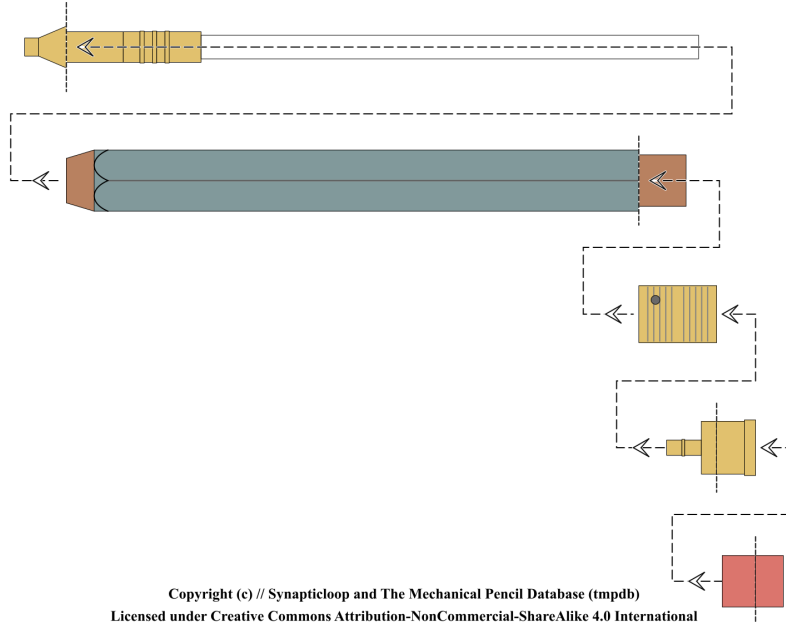 Copyright (c) // Synapticloop and The Mechanical Pencil Database (tmpdb)
Licensed under Creative Commons Attribution-NonCommercial-ShareAlike 4.0 International